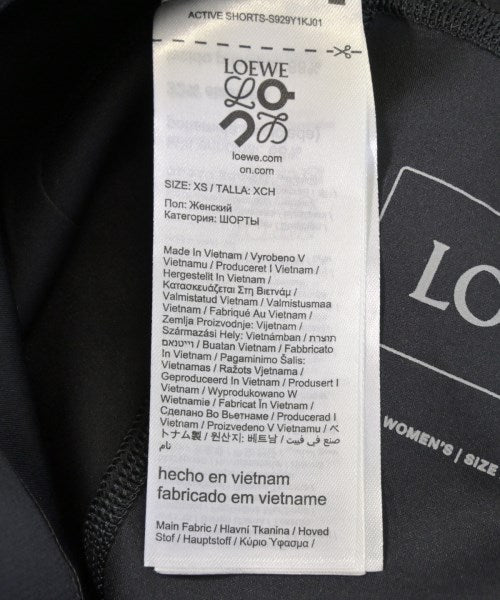 ACTIVE SHORTS-S929Y1KJ01
LOEWE
loewe.com
on.com
SIZE: XS / TALLA: XCH
Пол: Женский
Категория: ШОРТЫ
Made In Vietnam / Vyrobeno V
Vietnamu / Produceret I Vietnam /
Hergestellt In Vietnam /
Κατασκευάζεται Στη Βιετνάμ /
Valmistatud Vietnam / Valmistusmaa
Vietnam / Fabriqué Au Vietnam /
Zemlja Proizvodnje: Vijetnam /
Származási Hely: Vietnámban / תוצרת
וייטנאם / Buatan Vietnam / Fabbricato
In Vietnam / Pagaminimo Šalis:
Vietnamas / Ražots Vjetnama /
Geproduceerd In Vietnam / Produsert I
Vietnam / Wyprodukowano W
Wietnamie / Fabricat În Vietnam /
Сделано Во Вьетнаме / Producerad I
Vietnam / Proizvedeno V Vietnamu / ベ
トナム製 / 원산지: 베트남 / صنع في فييت
نام
hecho en vietnam
fabricado em vietname
Main Fabric / Hlavní Tkanina / Hoved
Stof / Hauptstoff / Κύριο Ύφασμα /
LO
WOMEN'S | SIZE